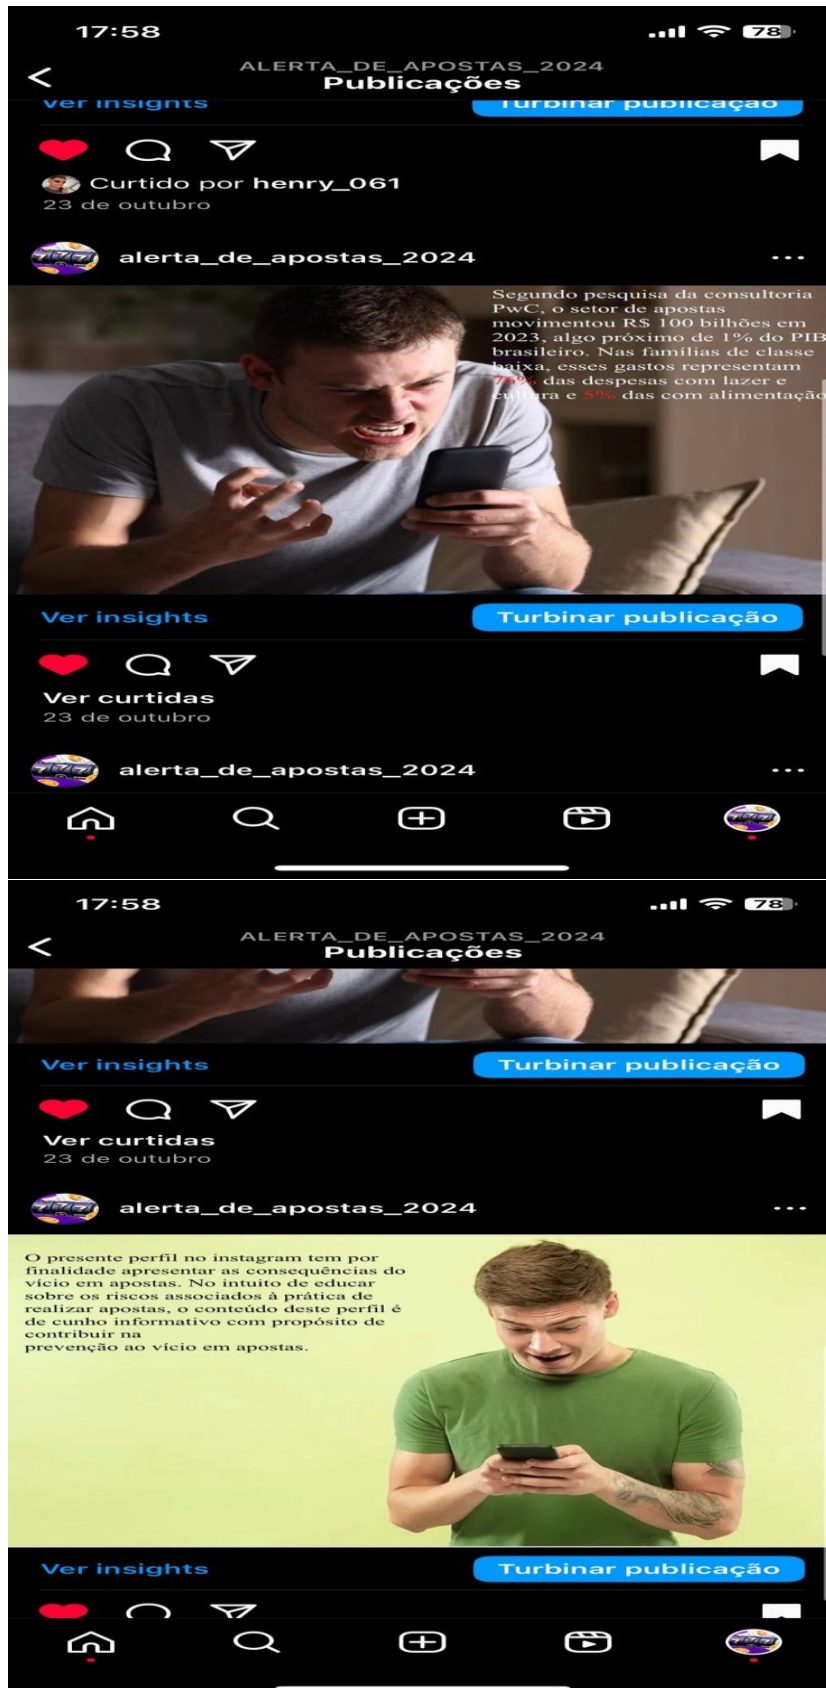 17:58
78
ALERTA_DE_APOSTAS_2024
Publicações
Ver insights
Turbinar publicação
Curtido por henry_061
23 de outubro
alerta_de_apostas_2024
Segundo pesquisa da consultoria
PwC, o setor de apostas
movimentou R$ 100 bilhões em
2023, algo próximo de 1% do PIB
brasileiro. Nas famílias de classe
baixa, esses gastos representam
76% das despesas com lazer e
cultura e 5% das com alimentação
Ver insights
Turbinar publicação
Ver curtidas
23 de outubro
alerta_de_apostas_2024
17:58
78
ALERTA_DE_APOSTAS_2024
Publicações
Ver insights
Turbinar publicação
Ver curtidas
23 de outubro
alerta_de_apostas_2024
O presente perfil no instagram tem por
finalidade apresentar as consequências do
vício em apostas. No intuito de educar
sobre os riscos associados à prática de
realizar apostas, o conteúdo deste perfil é
de cunho informativo com propósito de
contribuir na
prevenção ao vício em apostas.
Ver insights
Turbinar publicação